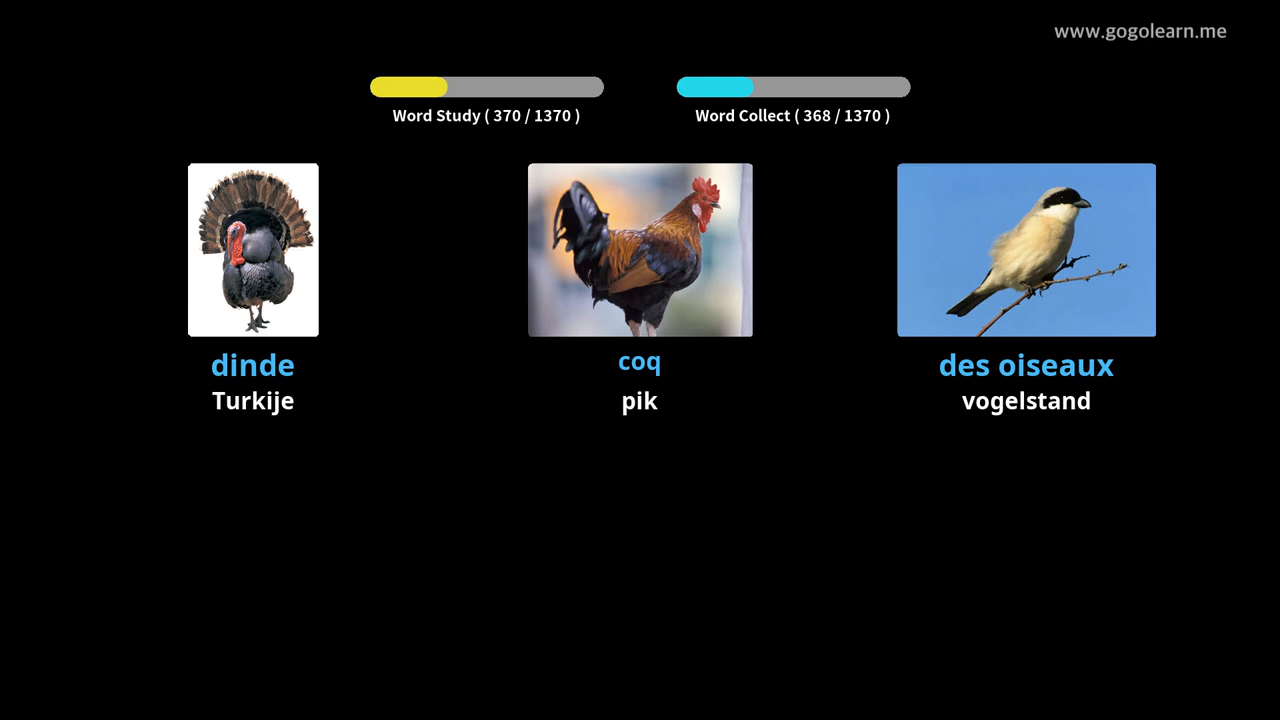 www.gogolearn.me
Word Study ( 370 / 1370 )
Word Collect ( 368 / 1370 )
dinde
coq
des oiseaux
Turkije
pik
vogelstand